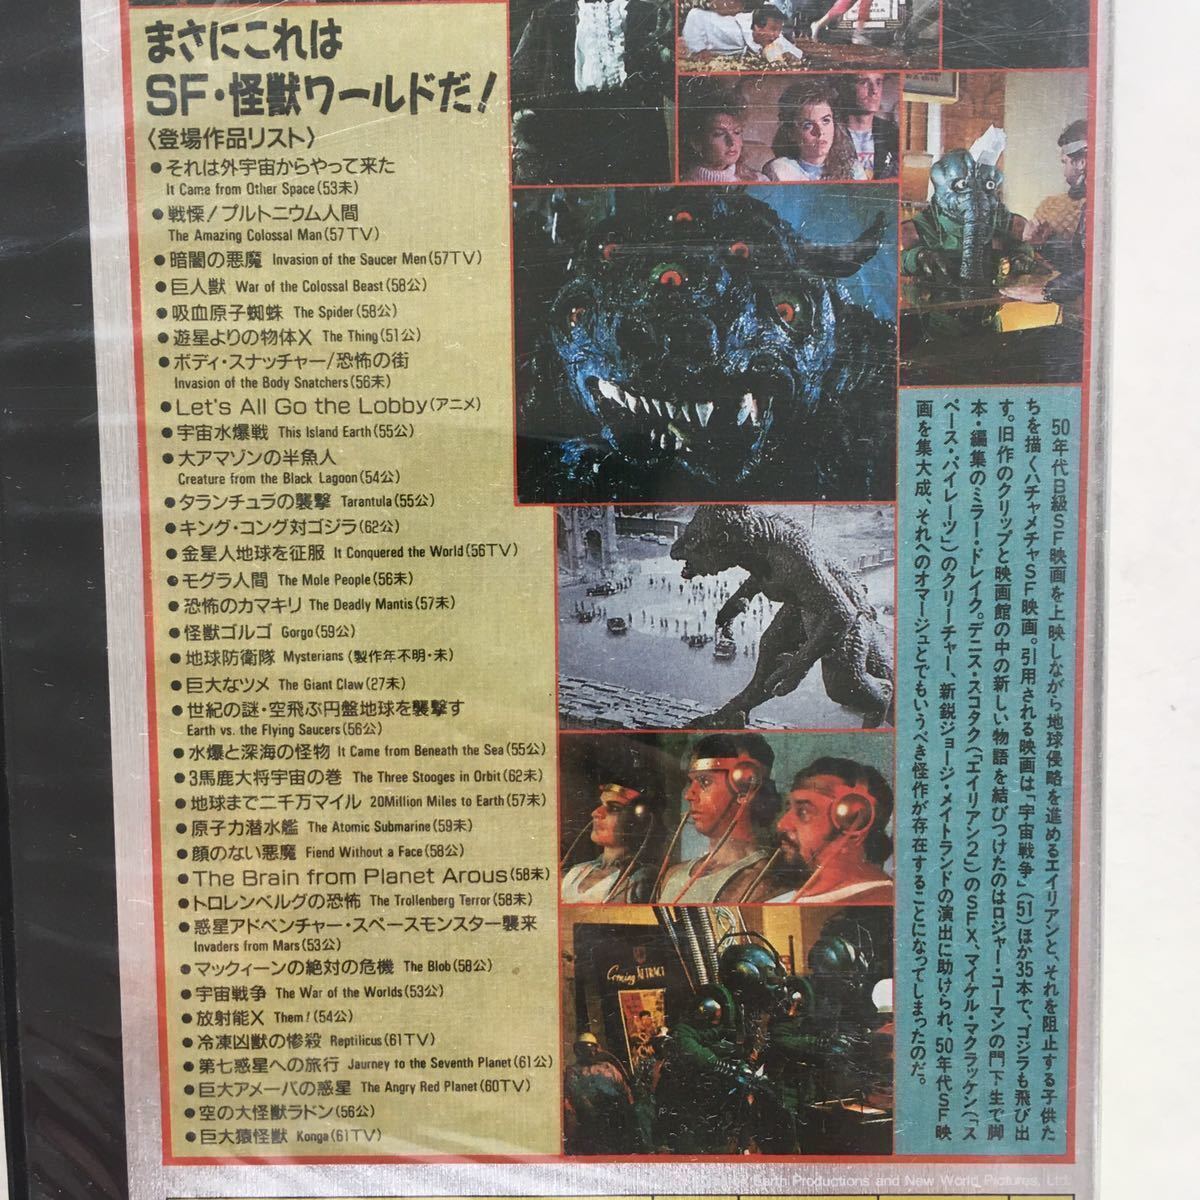 まさにこれは
SF・怪獣ワールドだ!
〈登場作品リスト〉
●それは外宇宙からやって来た
It Came from Other Space(53未)
●戦慄!プルトニウム人間
The Amazing Colossal Man(57TV)
●暗闇の悪魔 Invasion of the Saucer Men(57TV)
●巨人獣 War of the Colossal Beast(58公)
●吸血原子蜘蛛 The Spider(58公)
●遊星よりの物体X The Thing(51公)
●ボディ・スナッチャー/恐怖の街
Invasion of the Body Snatchers(56未)
●Let's All Go the Lobby(アニメ)
●宇宙水爆戦 This Island Earth(55公)
●大アマゾンの半魚人
Creature from the Black Lagoon(54公)
●タランチュラの襲撃 Tarantula(55公)
●キング・コング対ゴジラ(62公)
●金星人地球を征服 It Conquered the World(56TV)
●モグラ人間 The Mole People(56未)
●恐怖のカマキリ The Deadly Mantis(57未)
●怪獣ゴルゴ Gorgo(59公)
●地球防衛隊 Mysterians(製作年不明・未)
●巨大なツメ The Giant Claw(27未)
●世紀の謎・空飛ぶ円盤地球を襲撃す
Earth vs. the Flying Saucers(56公)
●水爆と深海の怪物 It Came from Beneath the Sea(55公)
●3馬鹿大将宇宙の巻 The Three Stooges in Orbit(62未)
●地球まで二千万マイル 20Million Miles to Earth(57未)
●原子力潜水艦 The Atomic Submarine(59未)
●顔のない悪魔 Fiend Without a Face(58公)
●The Brain from Planet Arous(58未)
●トロレンベルグの恐怖 The Trollenberg Terror(58未)
●惑星アドベンチャー・スペースモンスター襲来
Invaders from Mars(53公)
●マックィーンの絶対の危機 The Blob(58公)
●宇宙戦争 The War of the Worlds(53公)
●放射能X Them!(54公)
●冷凍凶獣の惨殺 Reptilicus(61TV)
●第七惑星への旅行 Jaurney to the Seventh Planet(61公)
●巨大アメーバの惑星 The Angry Red Planet(60TV)
●空の大怪獣ラドン(56公)
●巨大猿怪獣 Konga(61TV)
50年代B級SF映画を上映しながら地球侵略を進めるエイリアンと、それを阻止する子供た
ちを描くハチャメチャSF映画。引用される映画は「宇宙戦争」(51)ほか35本で、ゴジラも飛び出
す。旧作のクリップと映画館の中の新しい物語を結びつけたのはロジャー・コーマンの門下生で脚
本・編集のミラー・ドレイク。デニス・スコタク(「エイリアン2」)のSFX、マイケル・マクラッケン(「ス
ペース・パイレーツ」)のクリーチャー、新鋭ジョージ・メイトランドの演出に助けられ、50年代SF映
画を集大成、それへのオマージュとでもいうべき怪作が存在することになってしまったのだ。
Coming
Earth Productions and New World Pictures, Ltd.